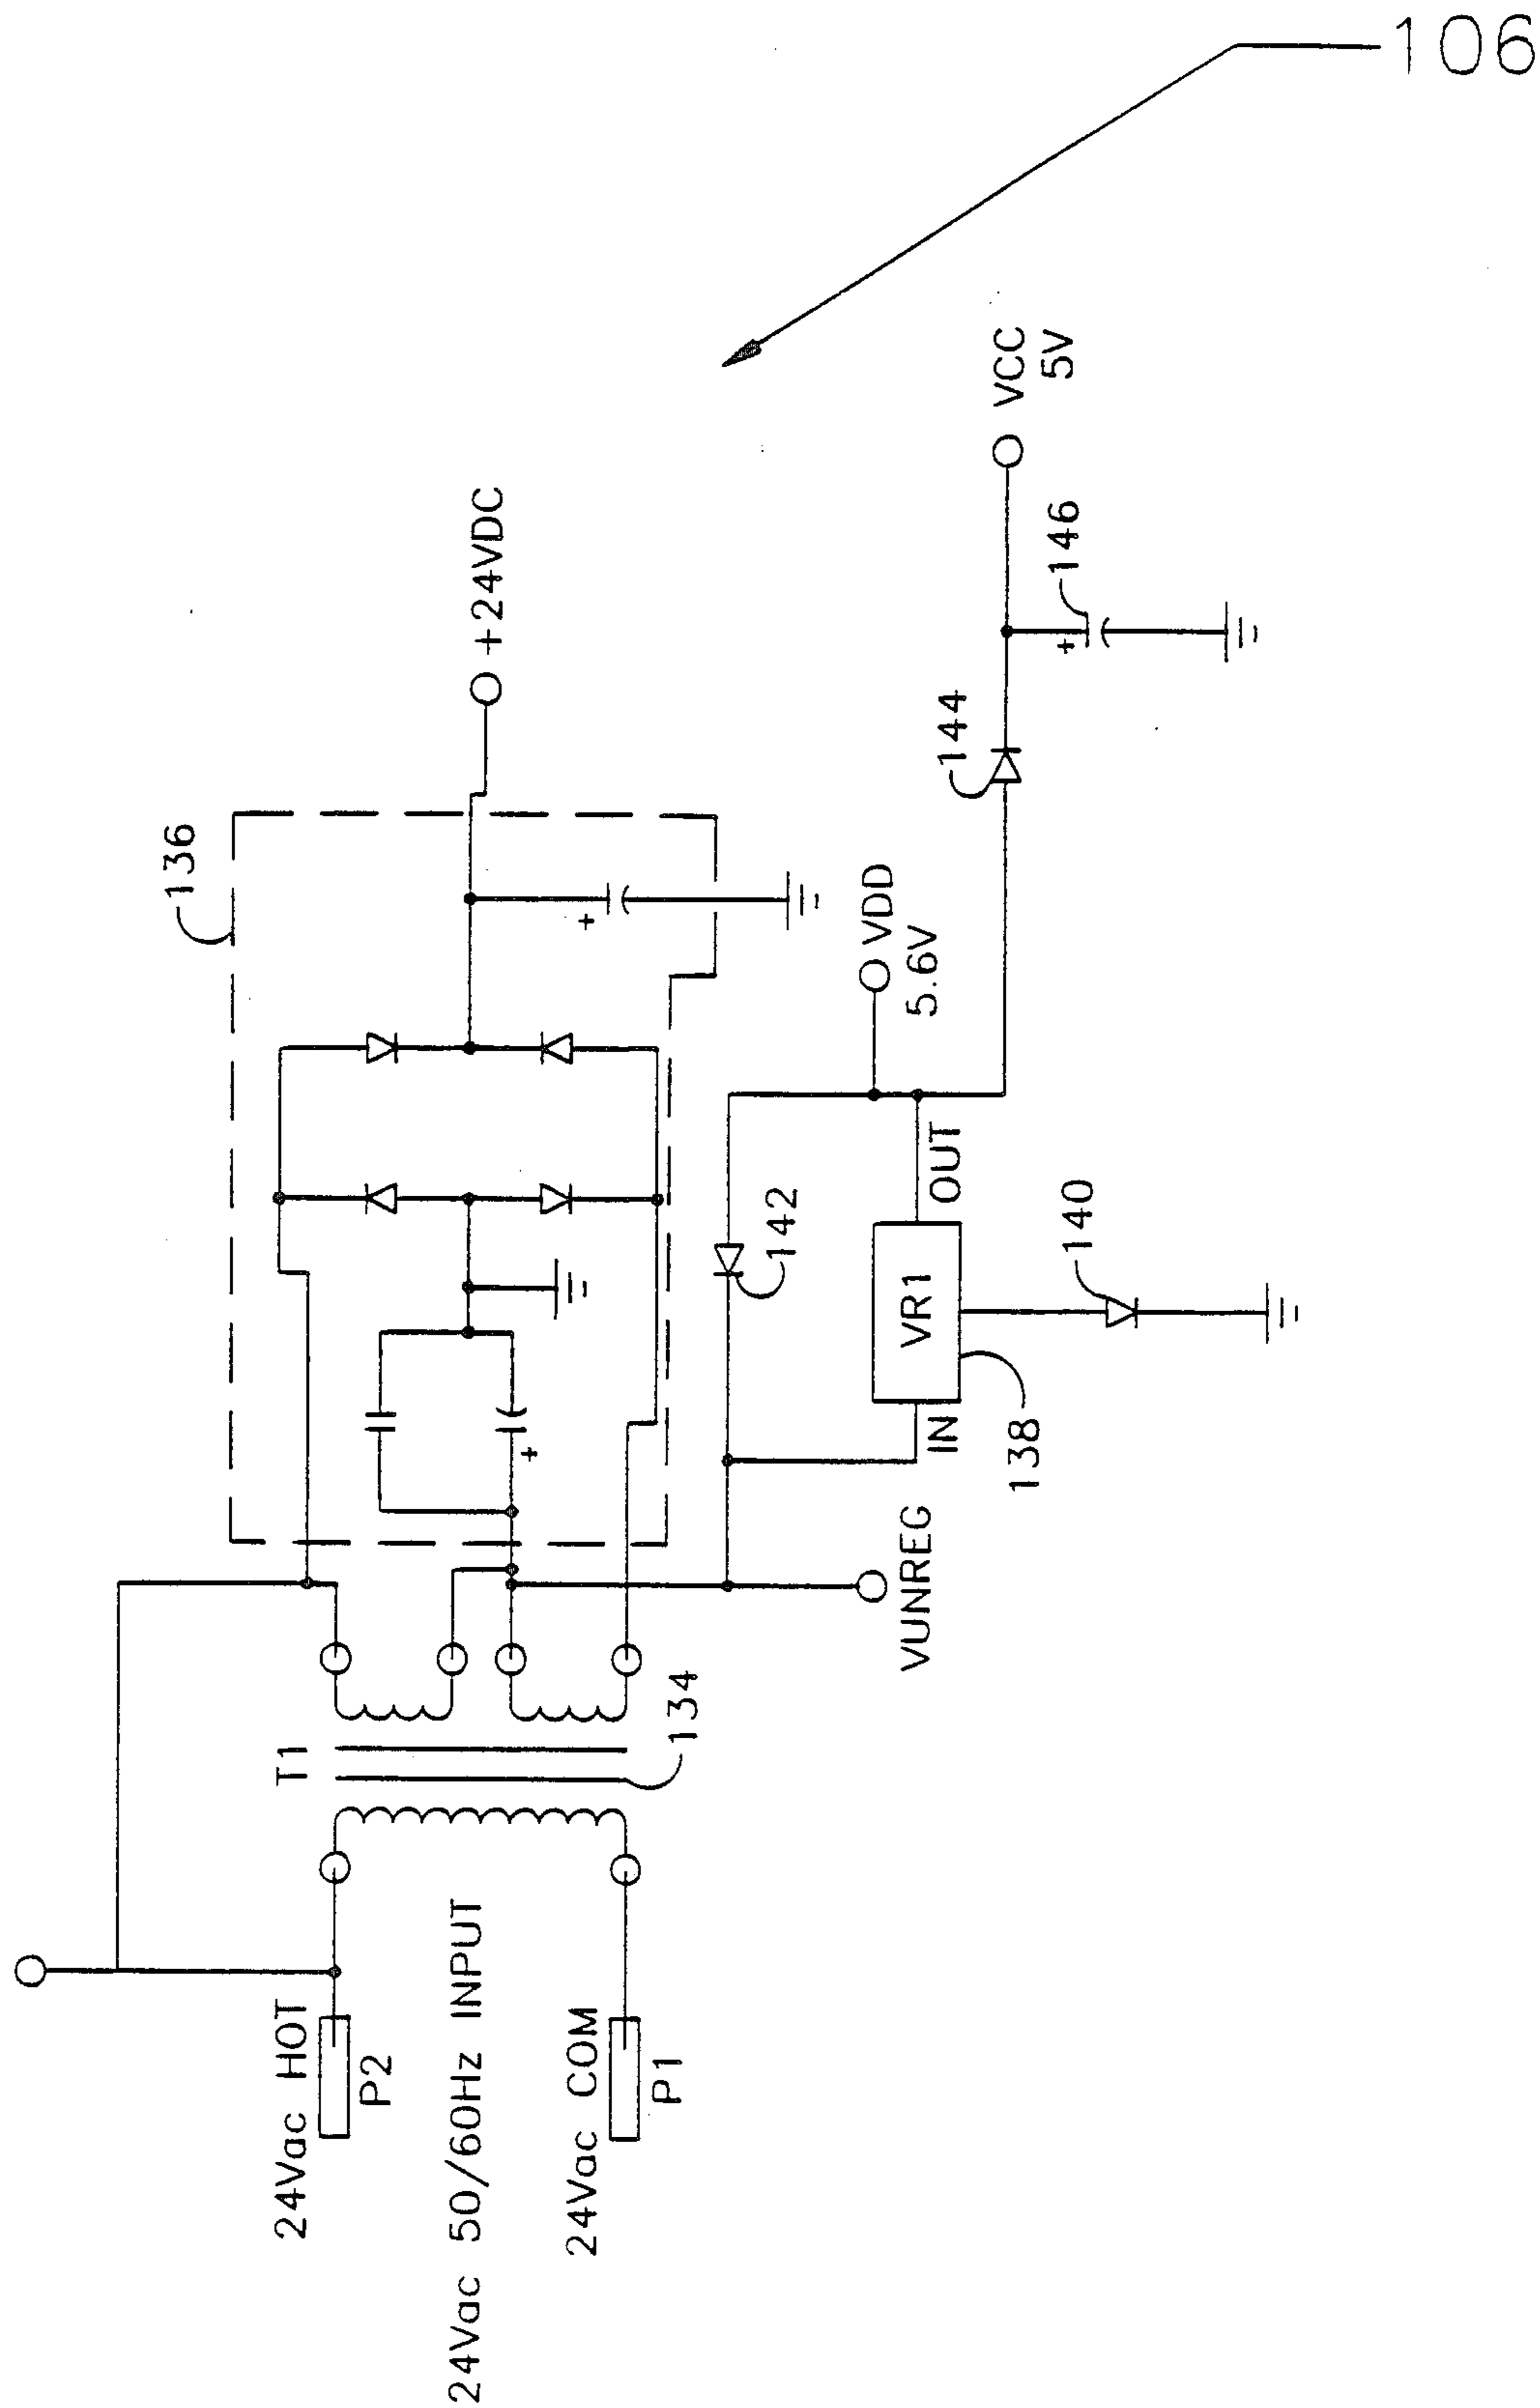 106
136
+24VDC
T1
134
24Vac HOT
P2
24Vac 50/60Hz INPUT
24Vac COM
P1
VUNREG
142
VDD
5.6V
IN
VR1
OUT
138
140
144
VCC
5V
146